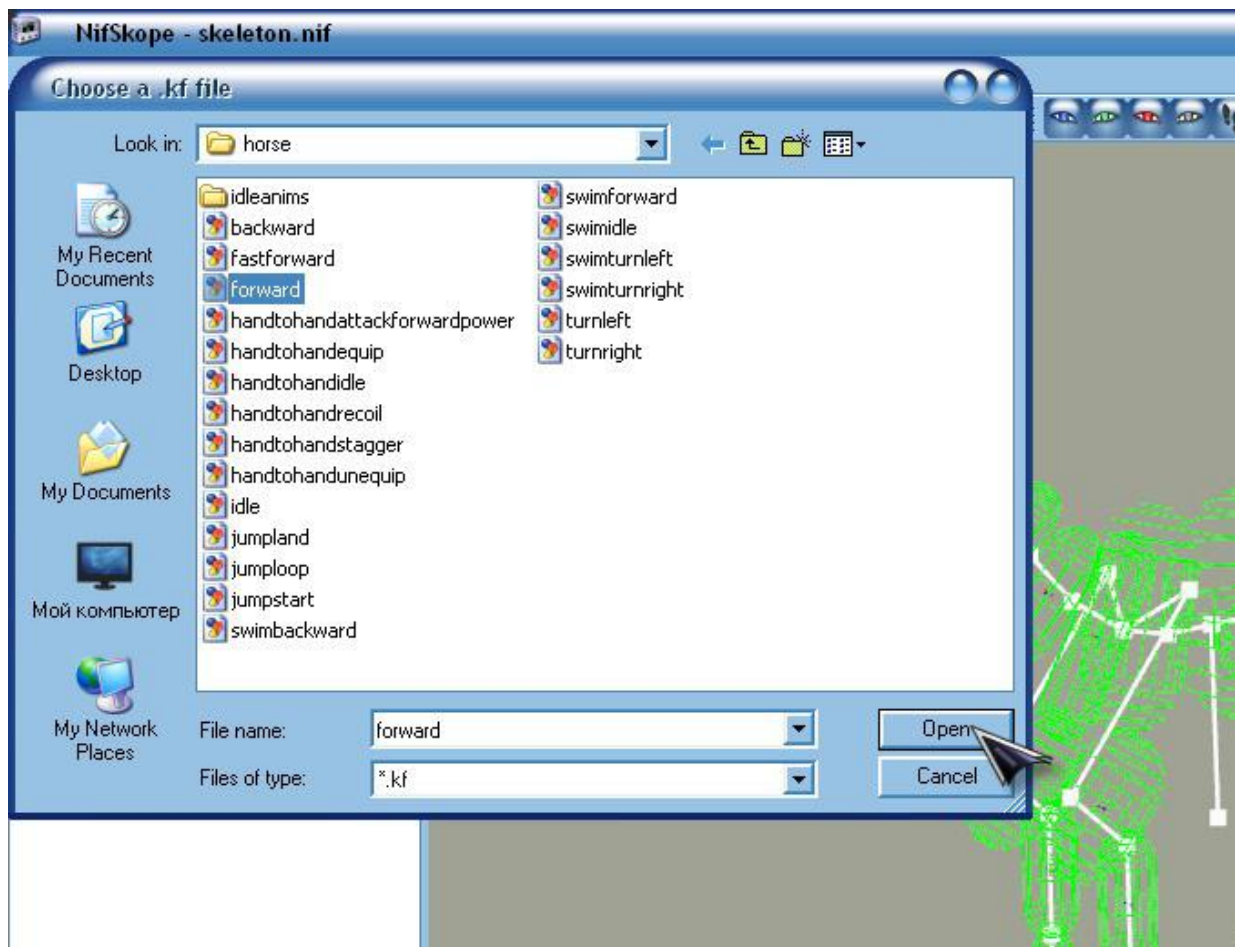 NifSkope - skeleton.nif
Choose a .kf file
Look in: horse
My Recent Documents
Desktop
My Documents
Мой компьютер
My Network Places
idleanims
backward
fastforward
forward
handtohandattackforwardpower
handtohandequip
handtohandidle
handtohandrecoil
handtohandstagger
handtohandunequip
idle
jumpland
jumploop
jumpstart
swimbackward
swimforward
swimidle
swimturnleft
swimturnright
turnleft
turnright
File name: forward Open
Files of type: *.kf Cancel